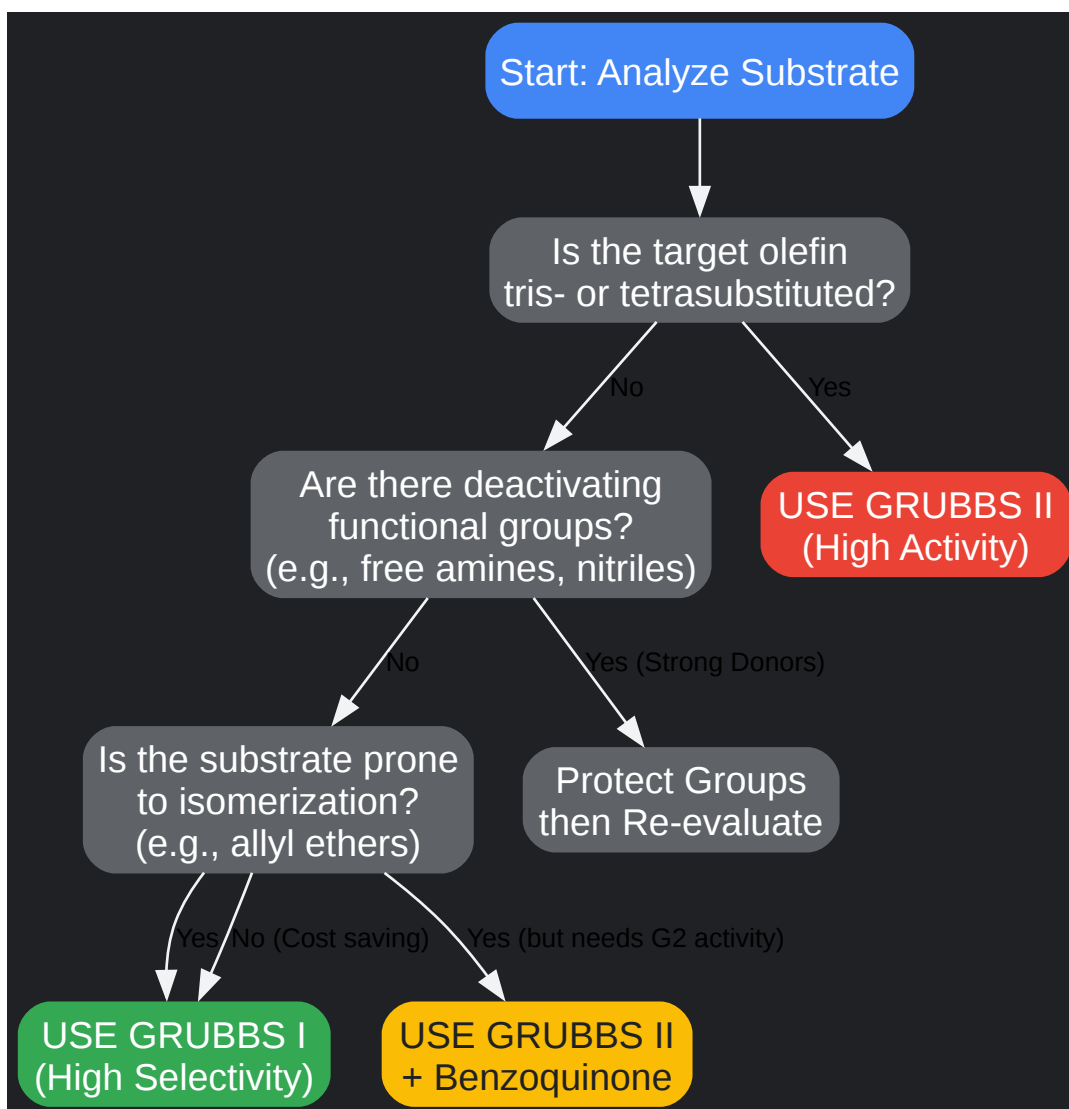 Start: Analyze Substrate
Is the target olefin
tris- or tetrasubstituted?
No
Yes
Are there deactivating
functional groups?
(e.g., free amines, nitriles)
USE GRUBBS II
(High Activity)
No
Yes (Strong Donors)
Is the substrate prone
to isomerization?
(e.g., allyl ethers)
Protect Groups
then Re-evaluate
Yes
No (Cost saving)
Yes (but needs G2 activity)
USE GRUBBS I
(High Selectivity)
USE GRUBBS II
+ Benzoquinone